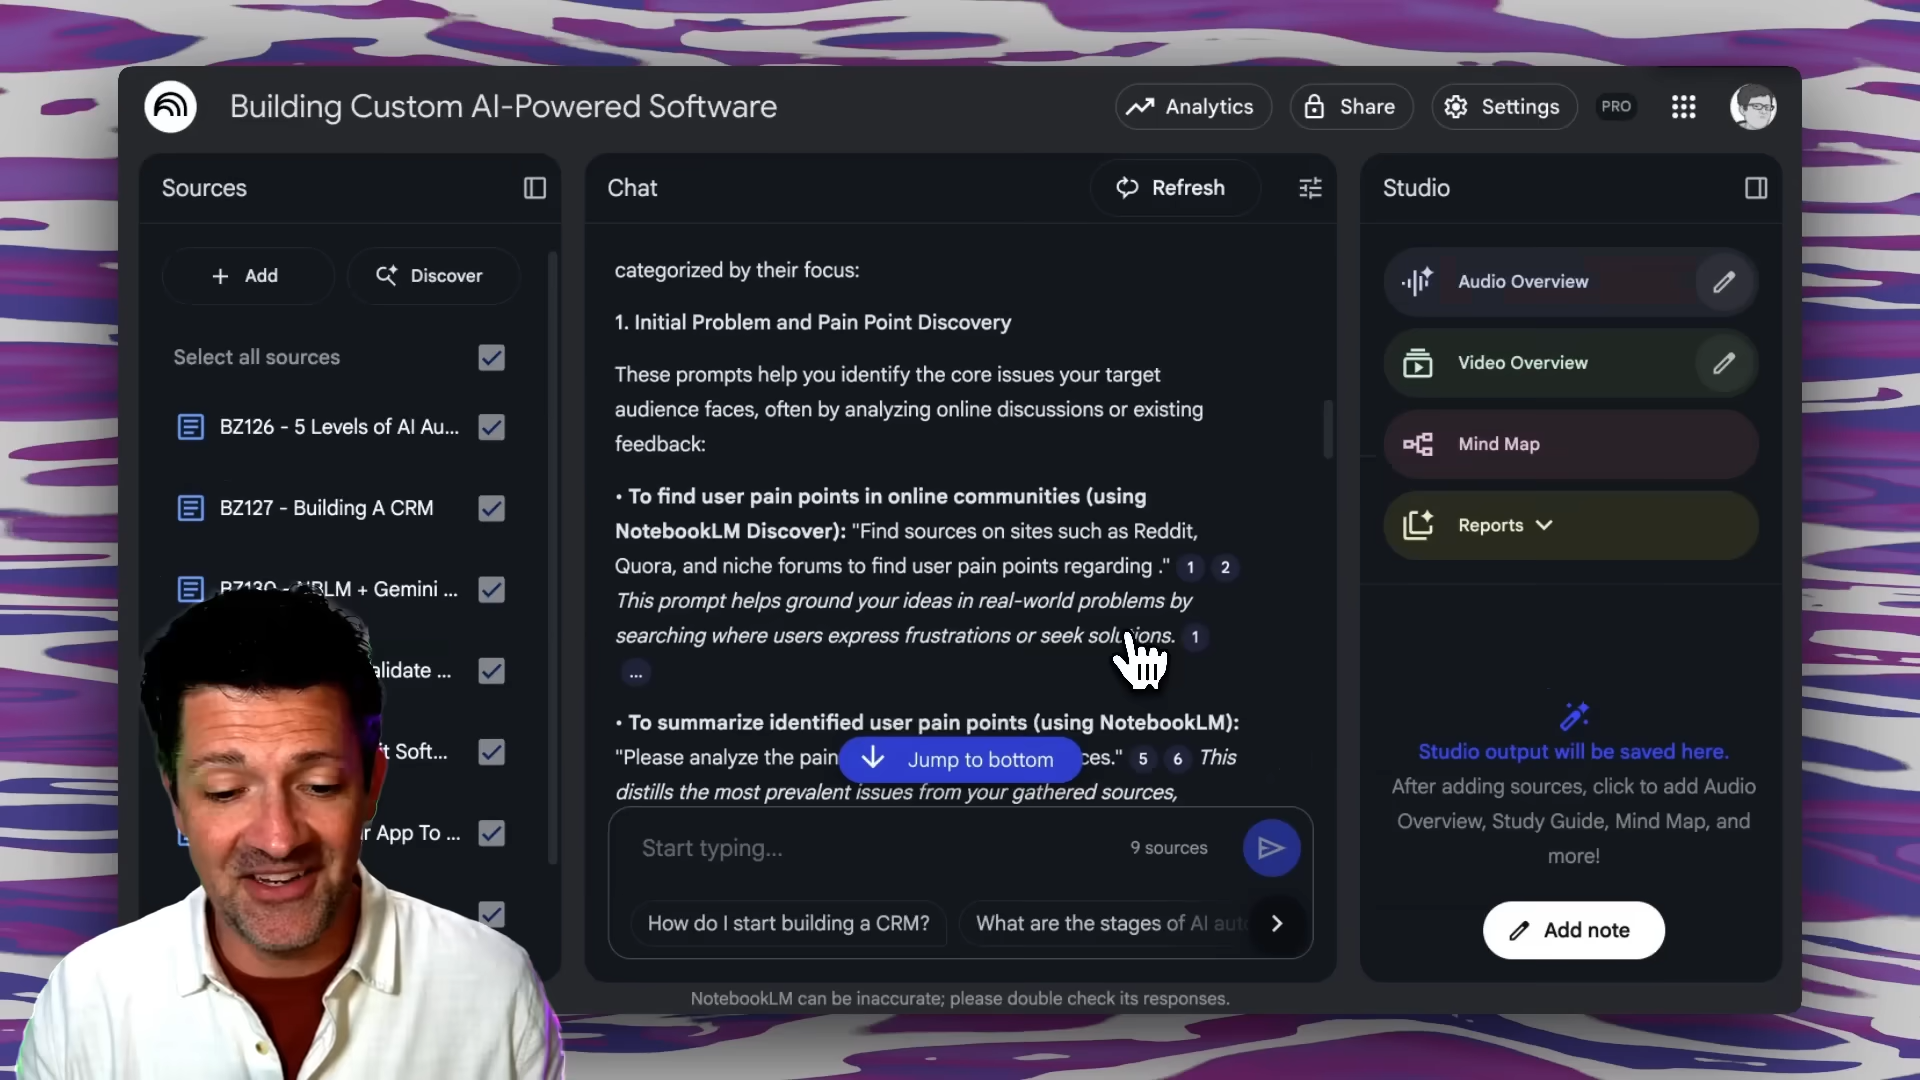 Building Custom AI-Powered Software
Analytics
Share
Settings
PRO
Sources
Add
Discover
Select all sources
BZ126 - 5 Levels of AI Au...
BZ127 - Building A CRM
BZ130 - NBLM + Gemini ...
alidate ...
it Soft...
r App To ...
Chat
Refresh
categorized by their focus:
1. Initial Problem and Pain Point Discovery
These prompts help you identify the core issues your target
audience faces, often by analyzing online discussions or existing
feedback:
• To find user pain points in online communities (using
NotebookLM Discover): "Find sources on sites such as Reddit,
Quora, and niche forums to find user pain points regarding ." 1 2
This prompt helps ground your ideas in real-world problems by
searching where users express frustrations or seek solutions. 1
...
• To summarize identified user pain points (using NotebookLM):
"Please analyze the pain ces." 5 6 This
Jump to bottom
distills the most prevalent issues from your gathered sources,
Start typing...
9 sources
How do I start building a CRM?
What are the stages of AI auto
NotebookLM can be inaccurate; please double check its responses.
Studio
Audio Overview
Video Overview
Mind Map
Reports
Studio output will be saved here.
After adding sources, click to add Audio
Overview, Study Guide, Mind Map, and
more!
Add note